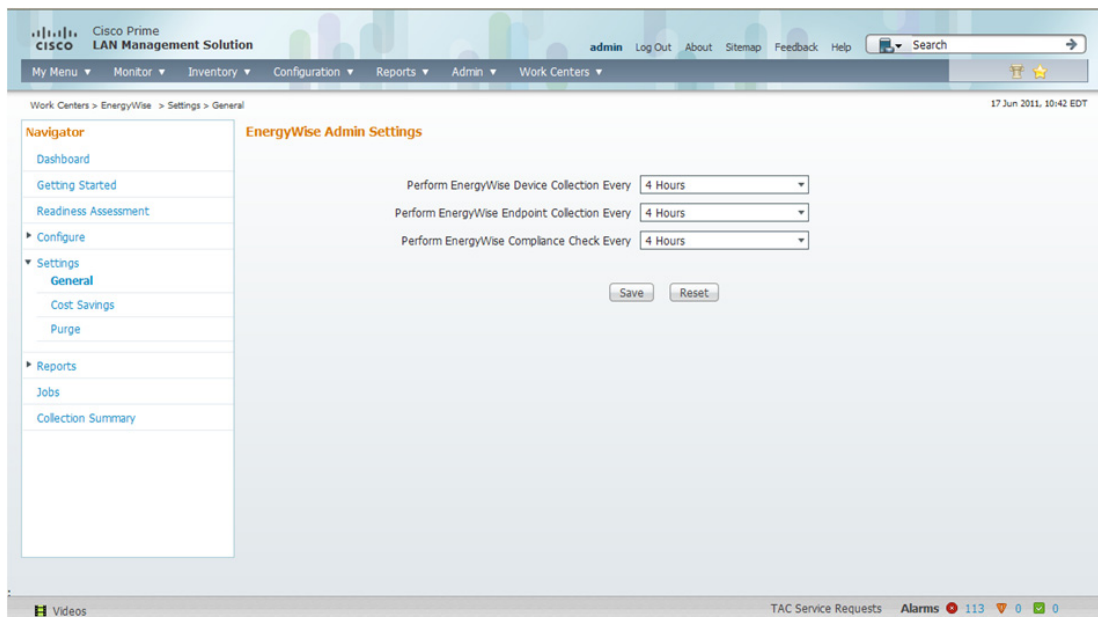 Cisco Prime
CISCO LAN Management Solution
admin Log Out About Sitemap Feedback Help Search
My Menu Monitor Inventory Configuration Reports Admin Work Centers
Work Centers > EnergyWise > Settings > General
17 Jun 2011, 10:42 EDT
Navigator
Dashboard
Getting Started
Readiness Assessment
Configure
Settings
General
Cost Savings
Purge
Reports
Jobs
Collection Summary
EnergyWise Admin Settings
Perform EnergyWise Device Collection Every 4 Hours
Perform EnergyWise Endpoint Collection Every 4 Hours
Perform EnergyWise Compliance Check Every 4 Hours
Save Reset
Videos
TAC Service Requests Alarms 113 0 0